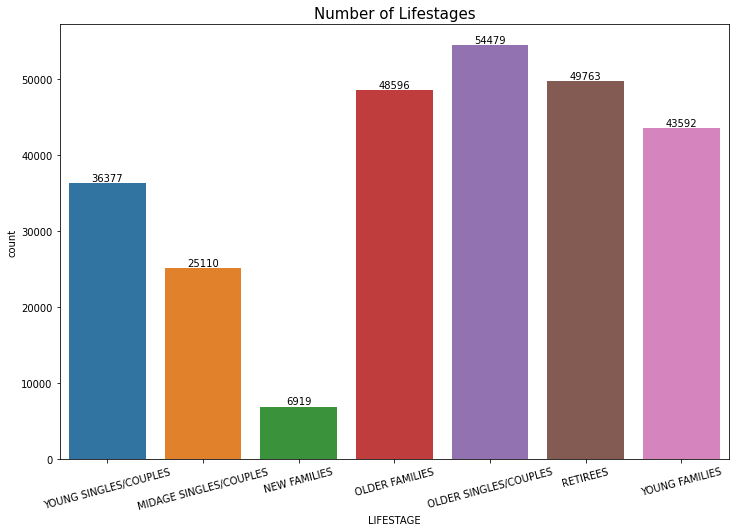 Number of Lifestages
54479
49763
48596
43592
36377
25110
6919
50000
40000
30000
20000
10000
0
count
YOUNG SINGLES/COUPLES
MIDAGE SINGLES/COUPLES
NEW FAMILIES
OLDER FAMILIES
OLDER SINGLES/COUPLES
RETIREES
YOUNG FAMILIES
LIFESTAGE